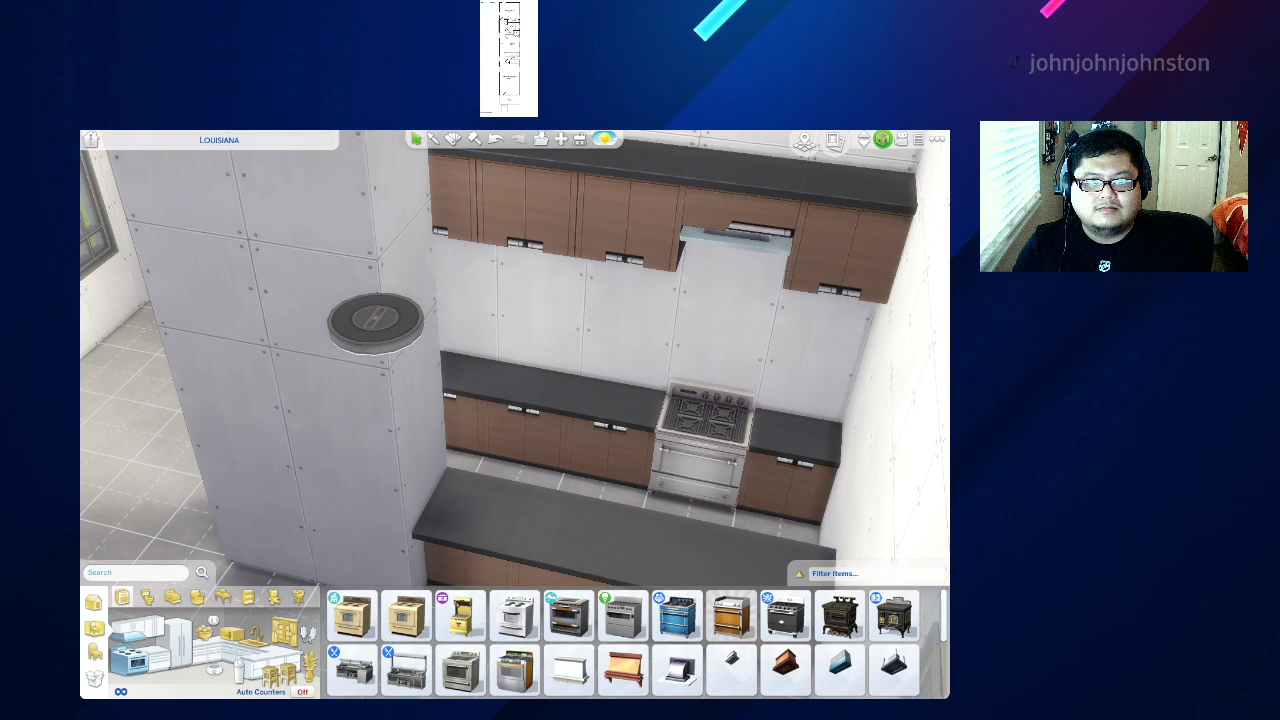 johnjohnjohnston
LOUISIANA
Search
Filter Items...
Auto Counters Off